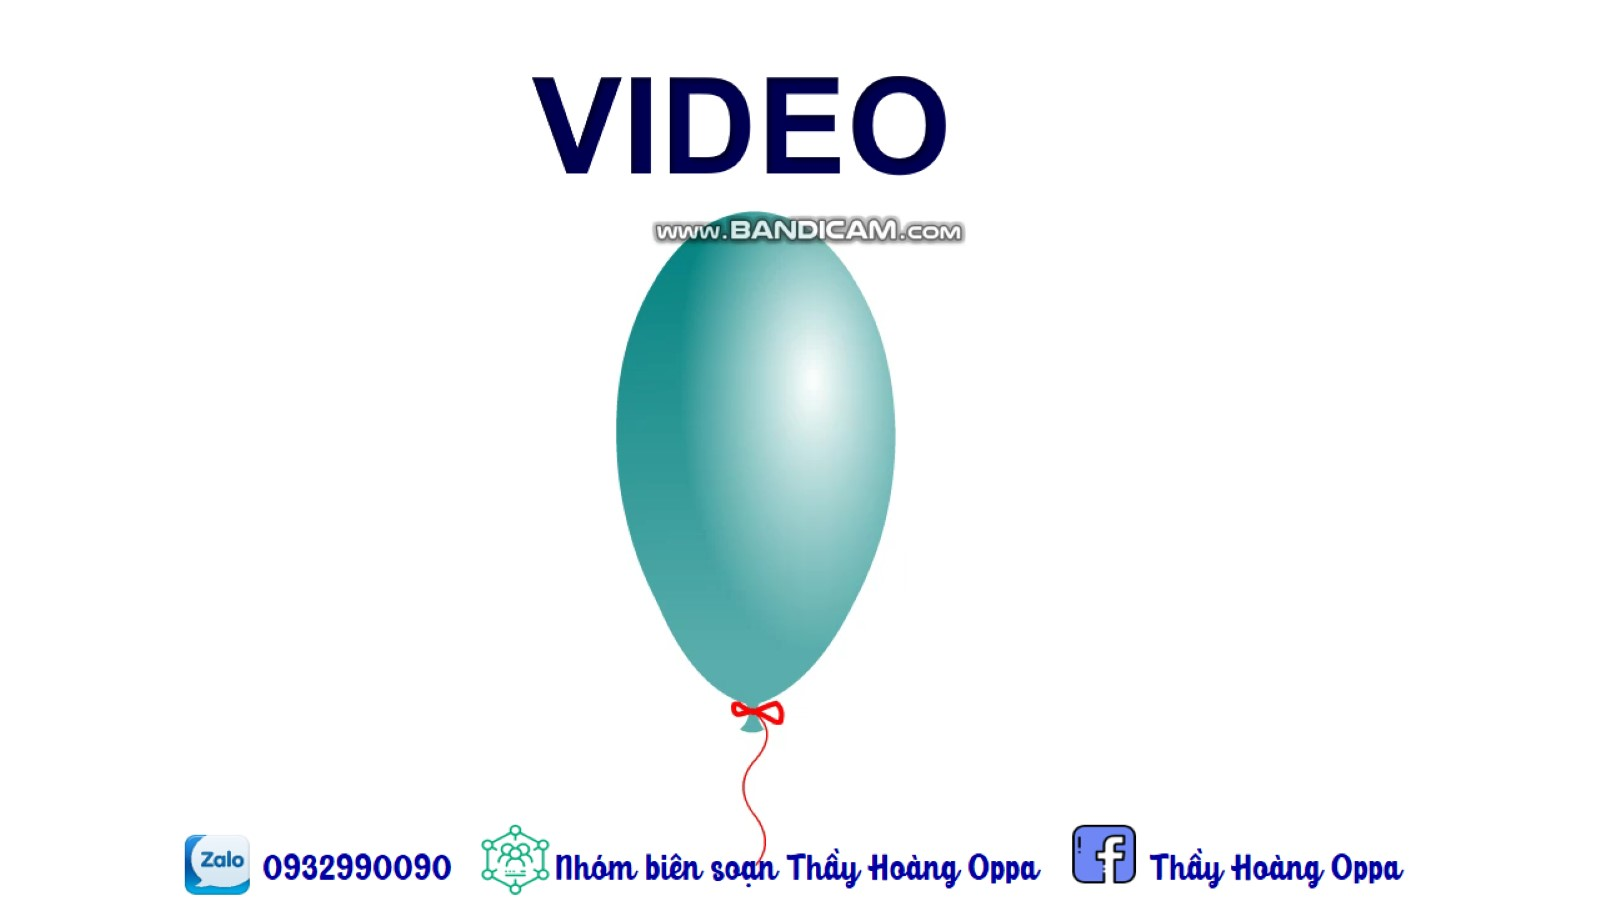 VIDEO
www.BANDICAM.com
Zalo 0932990090 Nhóm biên soạn Thầy Hoàng Oppa f Thầy Hoàng Oppa